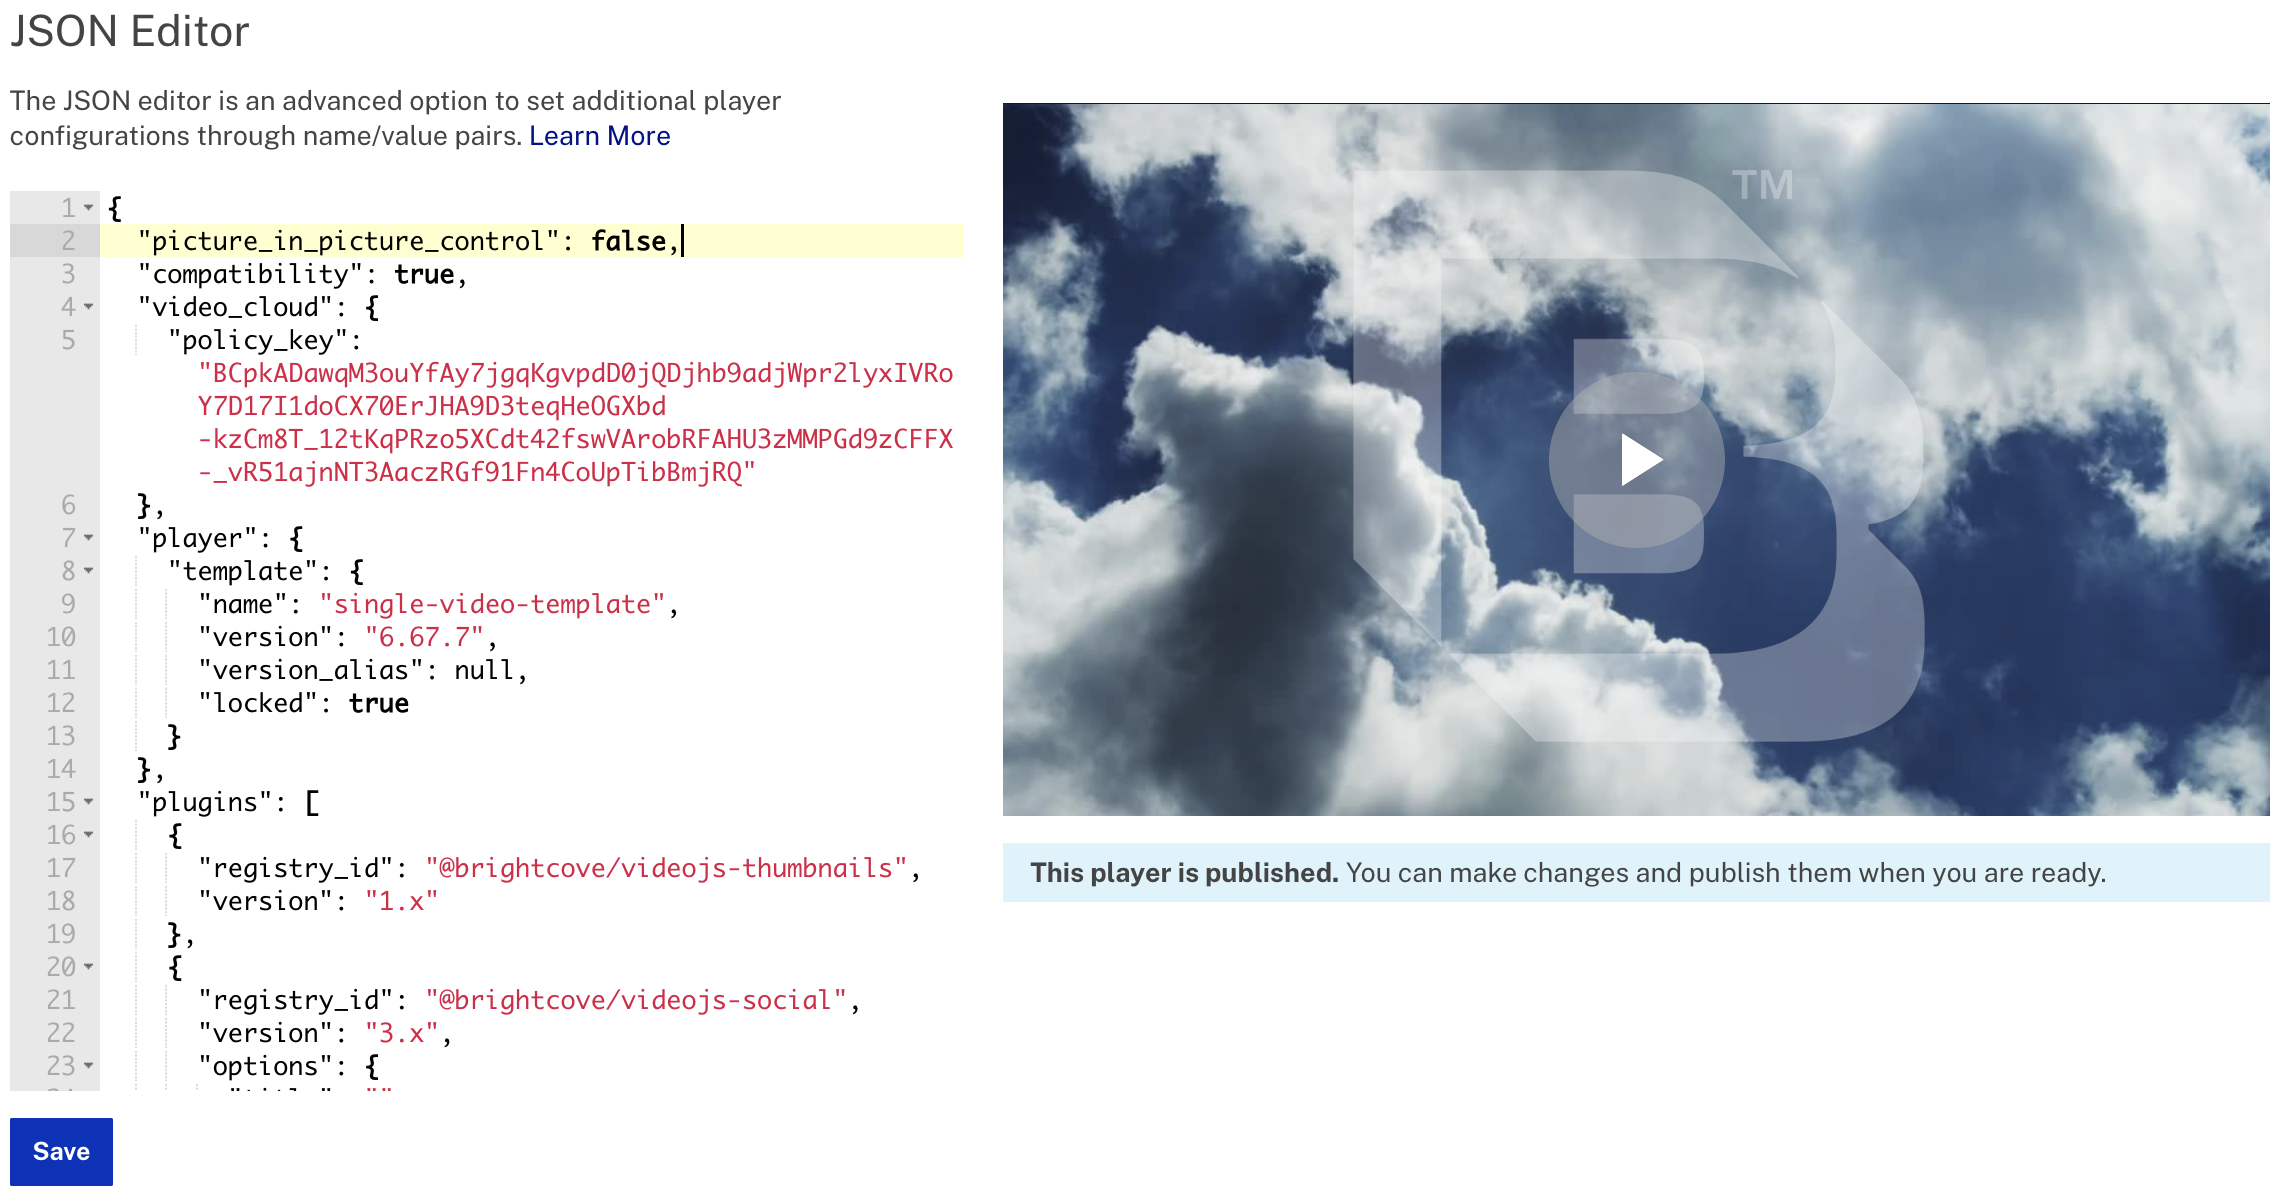 JSON Editor
The JSON editor is an advanced option to set additional player
configurations through name/value pairs. Learn More
1 {
2 "picture_in_picture_control": false,
3 "compatibility": true,
4 "video_cloud": {
5 "policy_key":
"BCpkADawqM3ouYfAy7jgqKgvpdD0jQDjhb9adjWpr2lyxIVRo
Y7D17I1doCX70ErJHA9D3teqHeOGXbd
-kzCm8T_12tKqPRzo5XCdt42fswVArobRFAHU3zMMPGd9zCFFX
-_vR51ajnNT3AaczRGf91Fn4CoUpTibBmjRQ"
6 },
7 "player": {
8 "template": {
9 "name": "single-video-template",
10 "version": "6.67.7",
11 "version_alias": null,
12 "locked": true
13 }
14 },
15 "plugins": [
16 {
17 "registry_id": "@brightcove/videojs-thumbnails",
18 "version": "1.x"
19 },
20 {
21 "registry_id": "@brightcove/videojs-social",
22 "version": "3.x",
23 "options": {
Save
B TM
This player is published. You can make changes and publish them when you are ready.